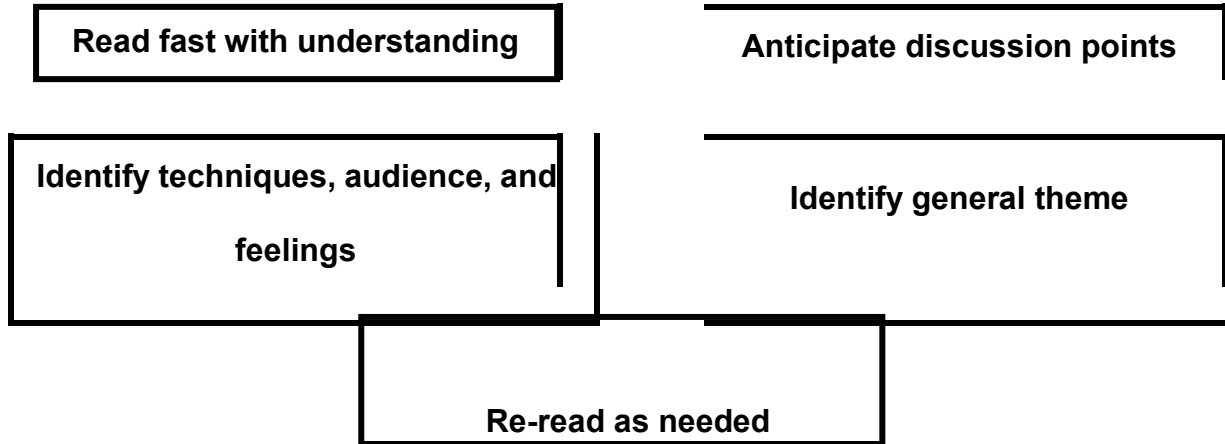 Read fast with understanding
Anticipate discussion points
Identify techniques, audience, and
feelings
Identify general theme
Re-read as needed